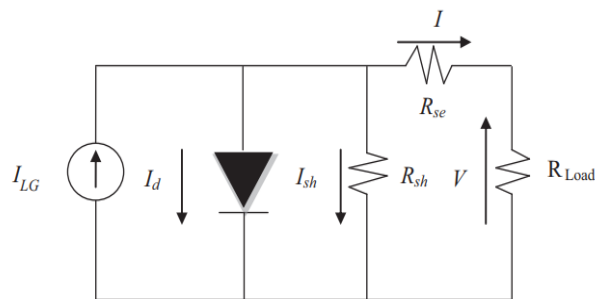 I
R_se
I_LG
I_d
I_sh
R_sh
V
R_Load